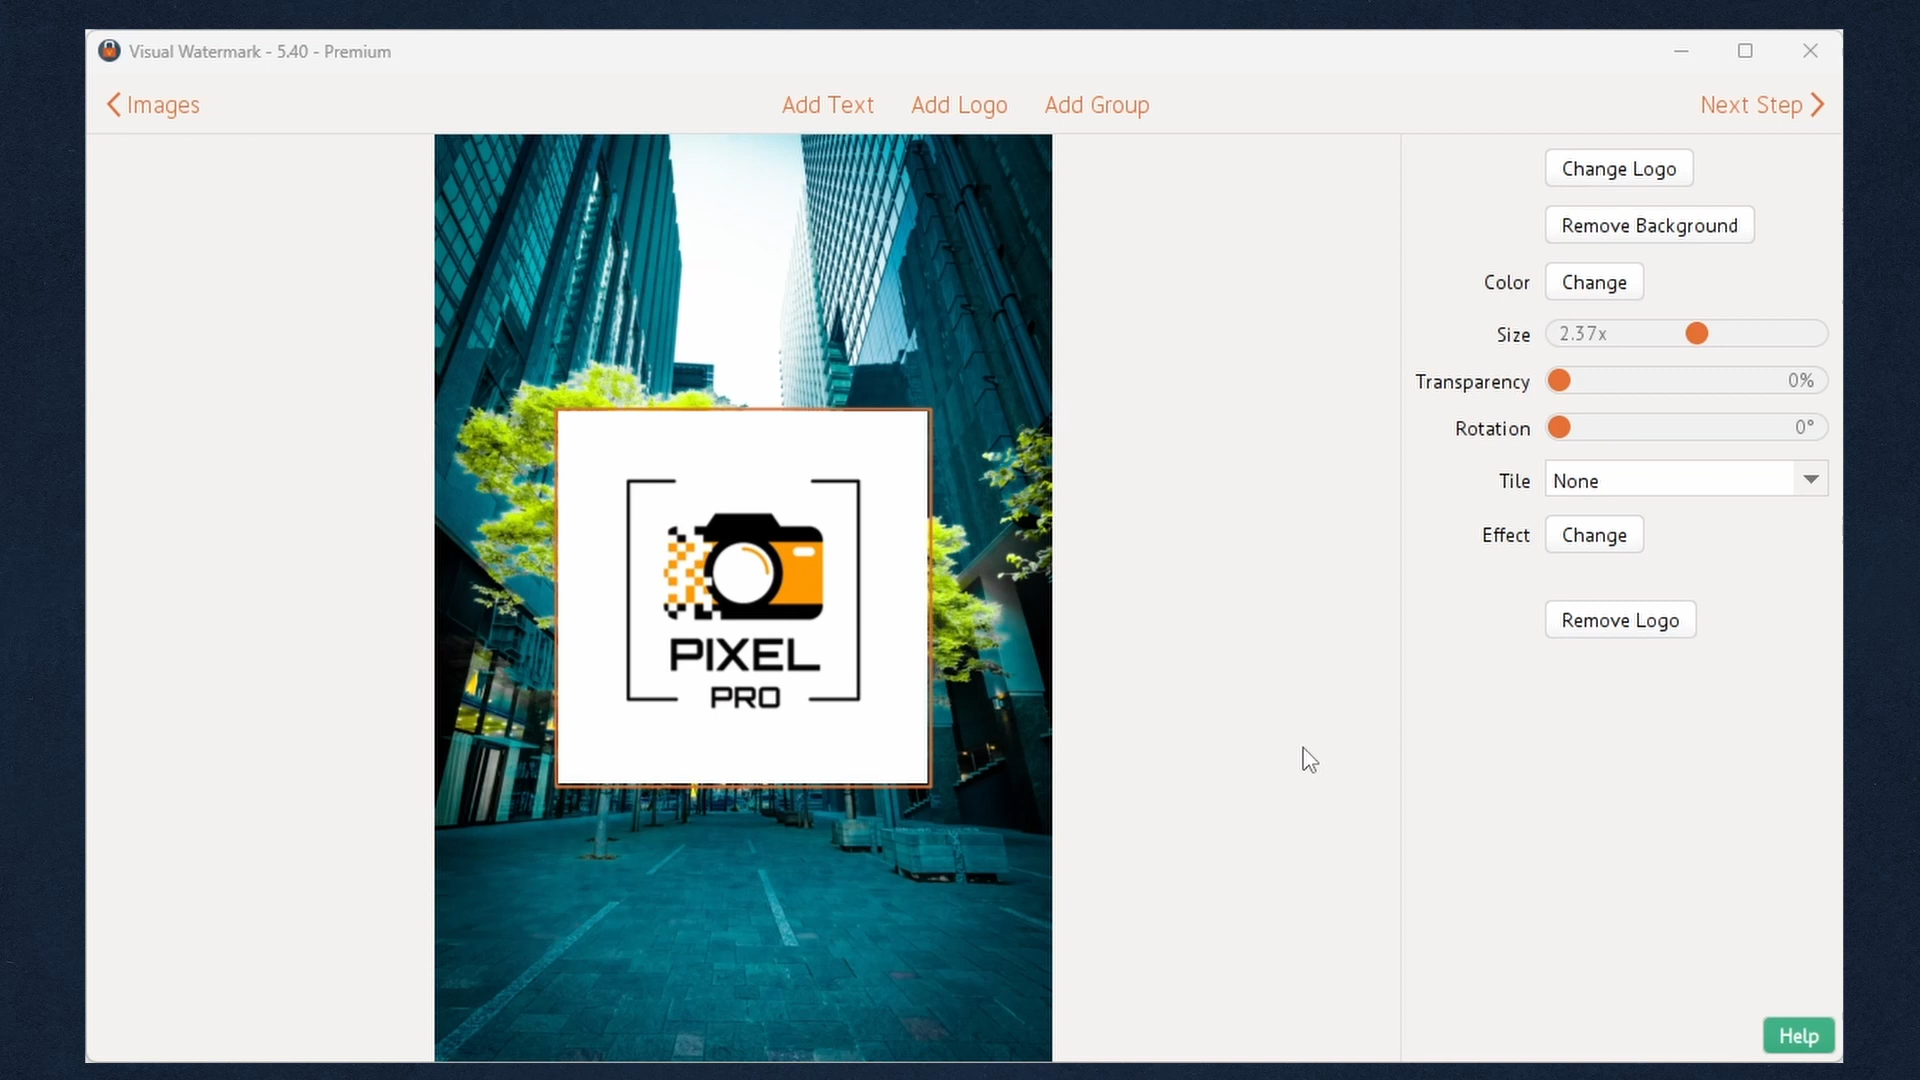 Visual Watermark - 5.40 - Premium
Images
Add Text
Add Logo
Add Group
Next Step
Change Logo
Remove Background
Color
Change
Size
2.37x
Transparency
0%
Rotation
0°
Tile
None
Effect
Change
Remove Logo
PIXEL
PRO
Help